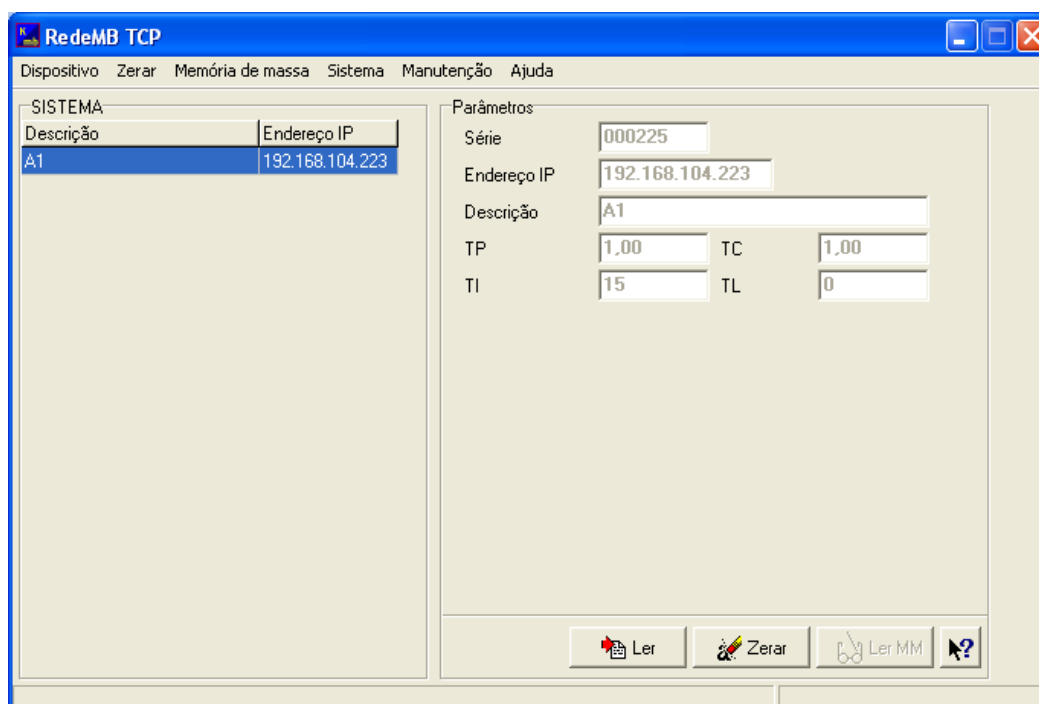 RedeMB TCP
Dispositivo Zerar Memória de massa Sistema Manutenção Ajuda
SISTEMA
Descrição Endereço IP
A1 192.168.104.223
Parâmetros
Série 000225
Endereço IP 192.168.104.223
Descrição A1
TP 1,00 TC 1,00
TI 15 TL 0
Ler Zerar Ler MM ?